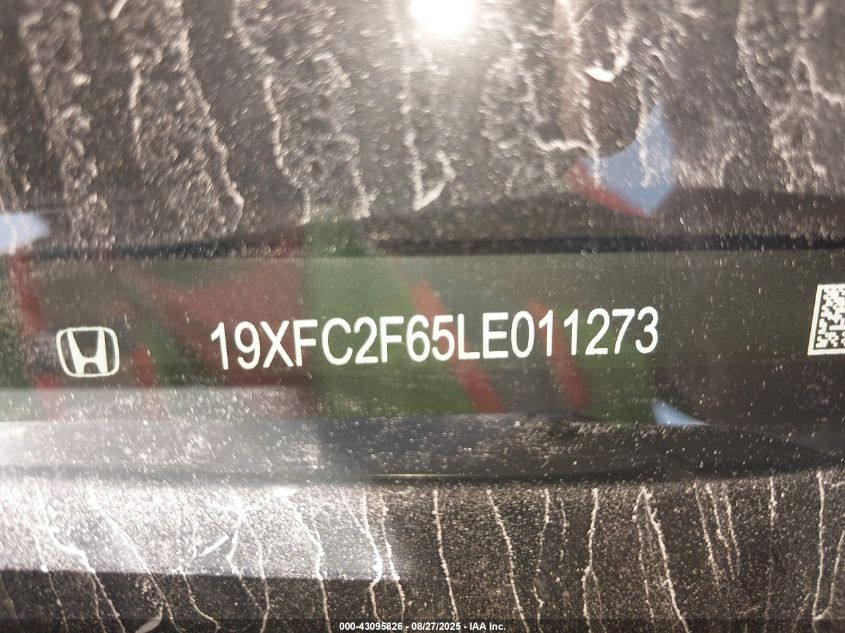 19XFC2F65LE011273
000-43095826 - 08/27/2025 - IAA Inc.